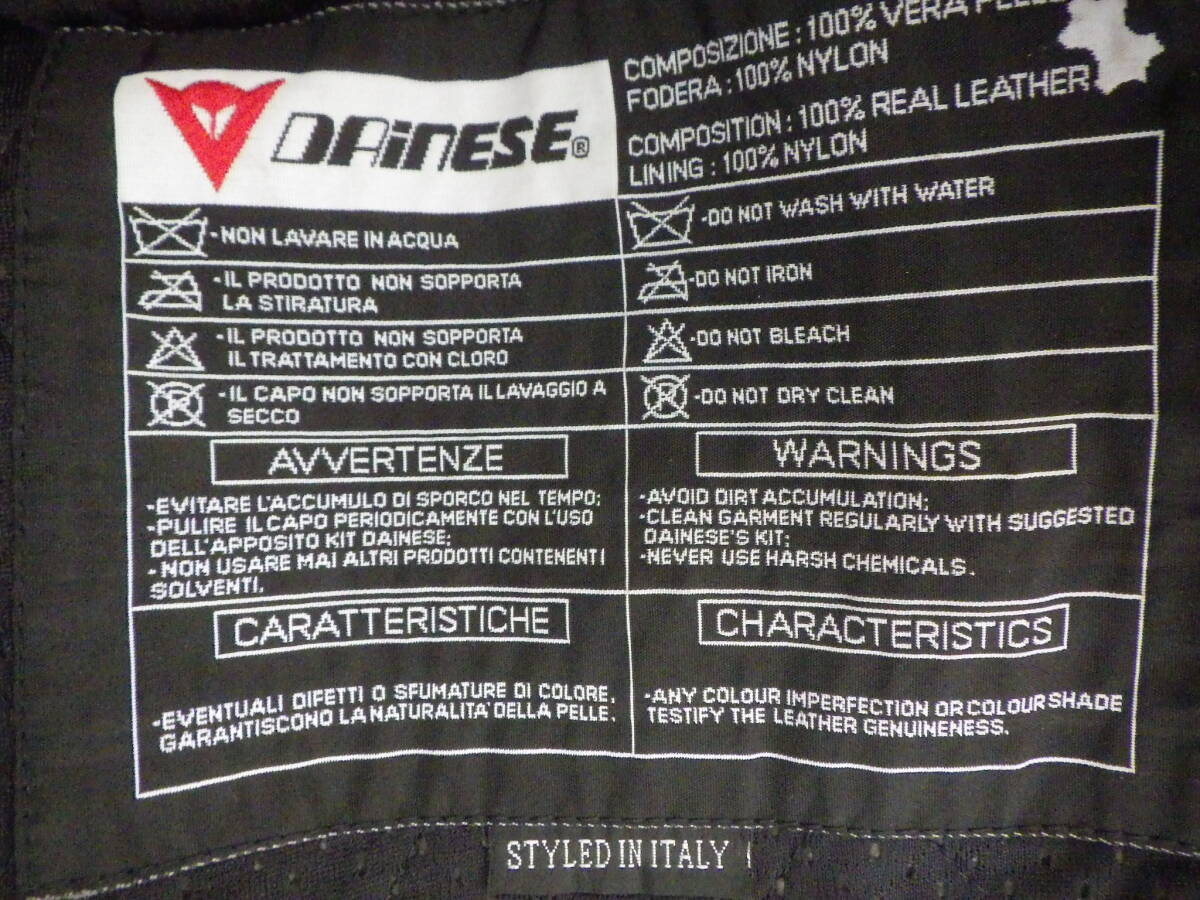 DAINESE®
COMPOSIZIONE : 100% VERA PELLE
FODERA : 100% NYLON
COMPOSITION : 100% REAL LEATHER
LINING : 100% NYLON
-NON LAVARE IN ACQUA
-IL PRODOTTO NON SOPPORTA
LA STIRATURA
-IL PRODOTTO NON SOPPORTA
IL TRATTAMENTO CON CLORO
P
-IL CAPO NON SOPPORTA IL LAVAGGIO A
SECCO
-DO NOT WASH WITH WATER
-DO NOT IRON
-DO NOT BLEACH
P
-DO NOT DRY CLEAN
AVVERTENZE
-EVITARE L'ACCUMULO DI SPORCO NEL TEMPO;
-PULIRE IL CAPO PERIODICAMENTE CON L'USO
DELL'APPOSITO KIT DAINESE;
-NON USARE MAI ALTRI PRODOTTI CONTENENTI
SOLVENTI.
WARNINGS
-AVOID DIRT ACCUMULATION;
-CLEAN GARMENT REGULARLY WITH SUGGESTED
DAINESE'S KIT;
-NEVER USE HARSH CHEMICALS.
CARATTERISTICHE
-EVENTUALI DIFETTI O SFUMATURE DI COLORE,
GARANTISCONO LA NATURALITA' DELLA PELLE.
CHARACTERISTICS
-ANY COLOUR IMPERFECTION OR COLOUR SHADE
TESTIFY THE LEATHER GENUINENESS.
STYLED IN ITALY